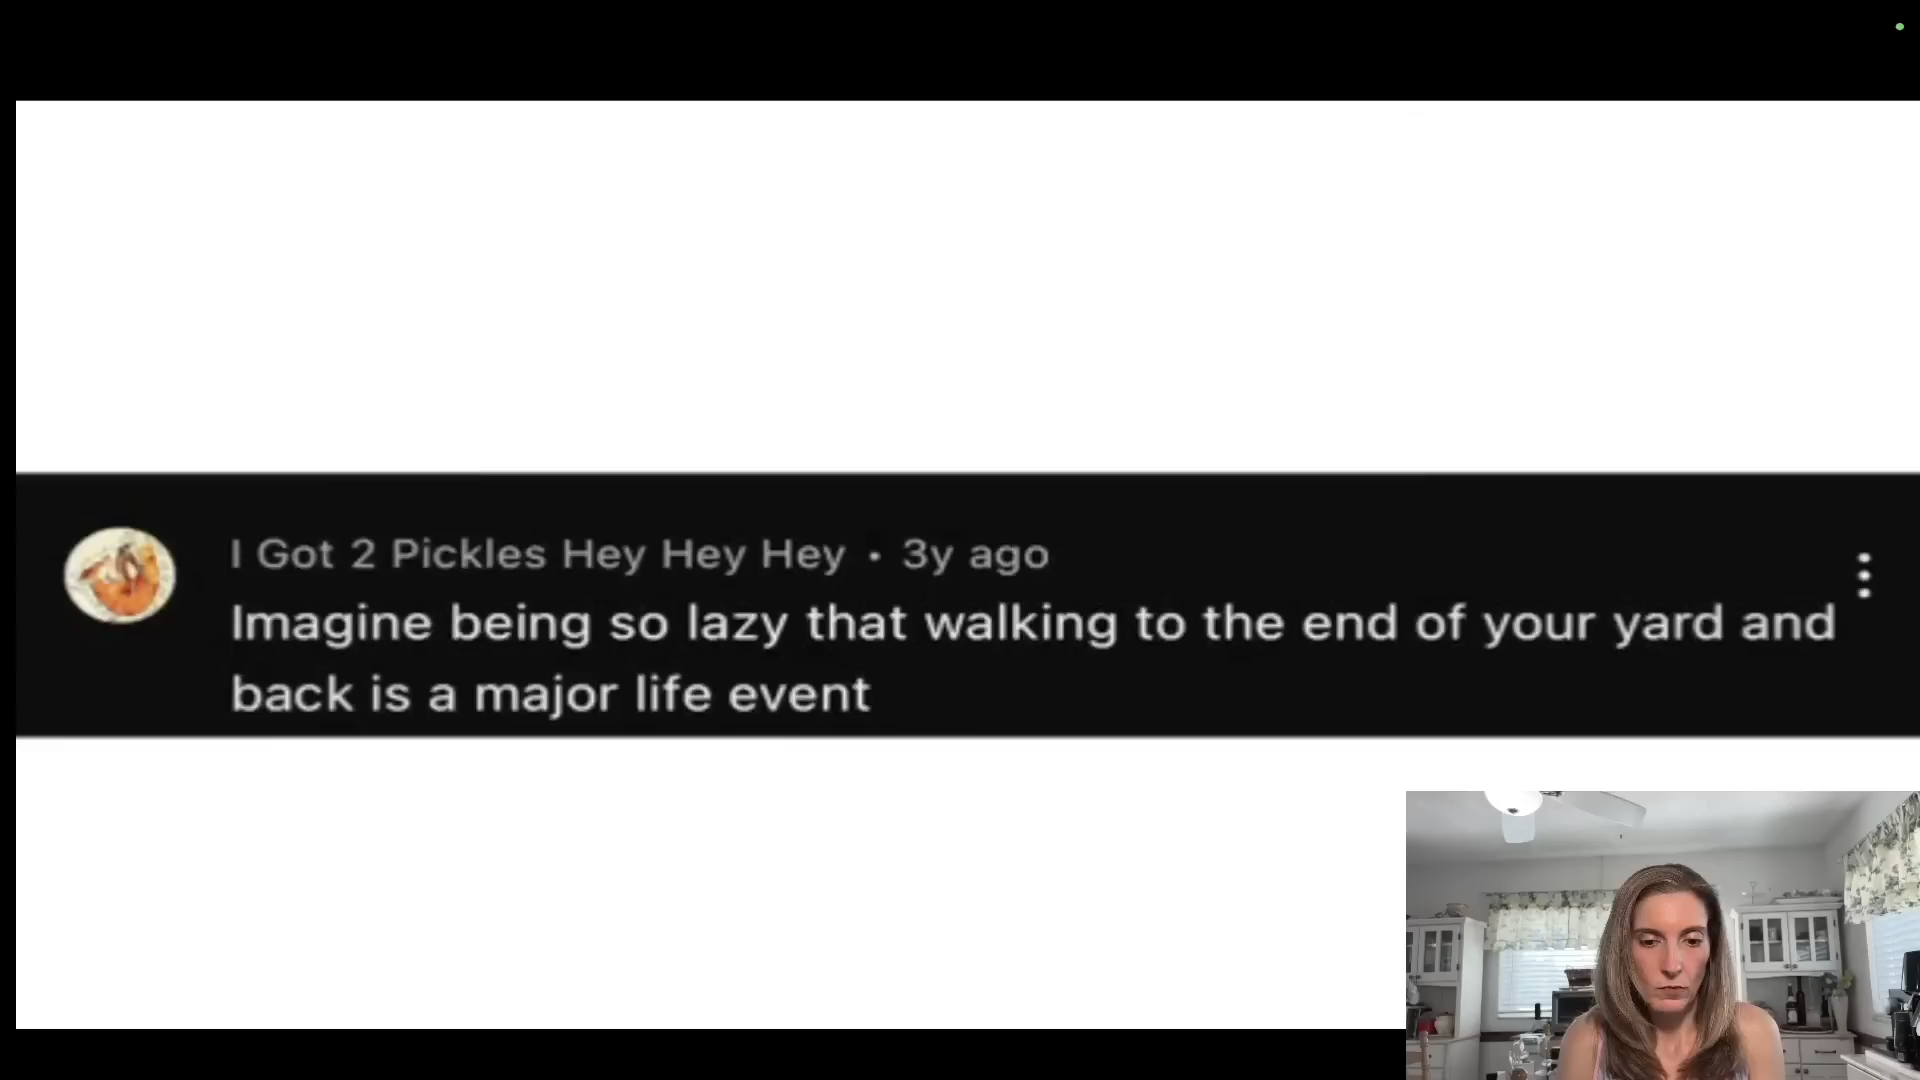 I Got 2 Pickles Hey Hey Hey • 3y ago
Imagine being so lazy that walking to the end of your yard and
back is a major life event